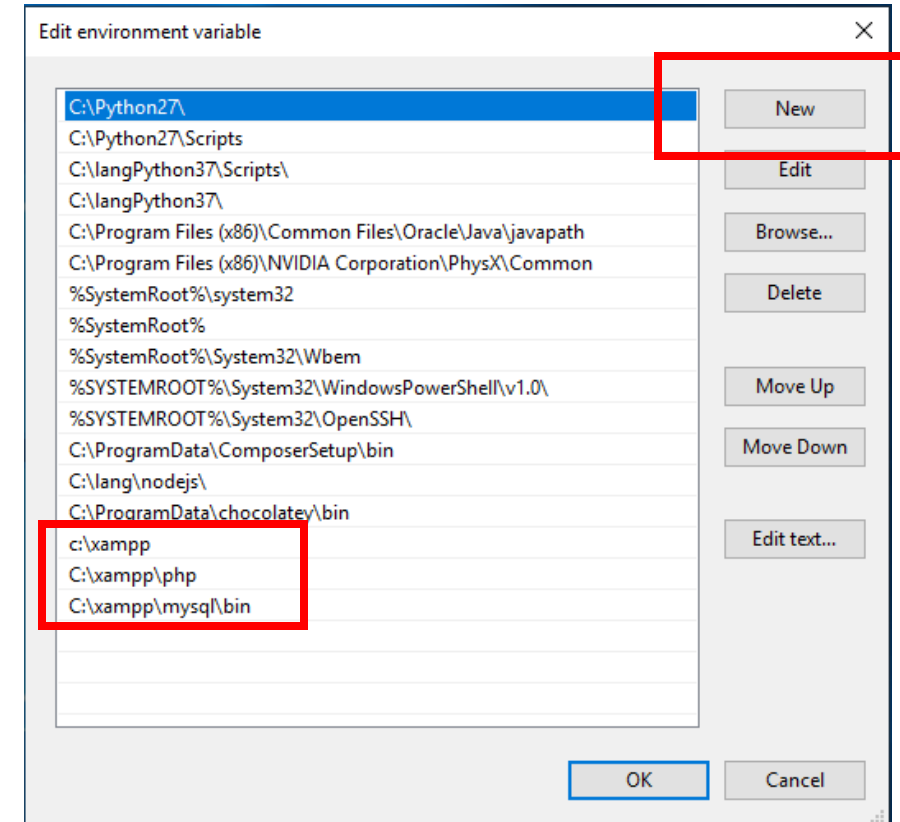 Edit environment variable
C:\Python27\
C:\Python27\Scripts
C:\langPython37\Scripts\
C:\langPython37\
C:\Program Files (x86)\Common Files\Oracle\Java\javapath
C:\Program Files (x86)\NVIDIA Corporation\PhysX\Common
%SystemRoot%\system32
%SystemRoot%
%SystemRoot%\System32\Wbem
%SYSTEMROOT%\System32\WindowsPowerShell\v1.0\
%SYSTEMROOT%\System32\OpenSSH\
C:\ProgramData\ComposerSetup\bin
C:\lang\nodejs\
C:\ProgramData\chocolatey\bin
c:\xampp
C:\xampp\php
C:\xampp\mysql\bin
New
Edit
Browse...
Delete
Move Up
Move Down
Edit text...
OK
Cancel